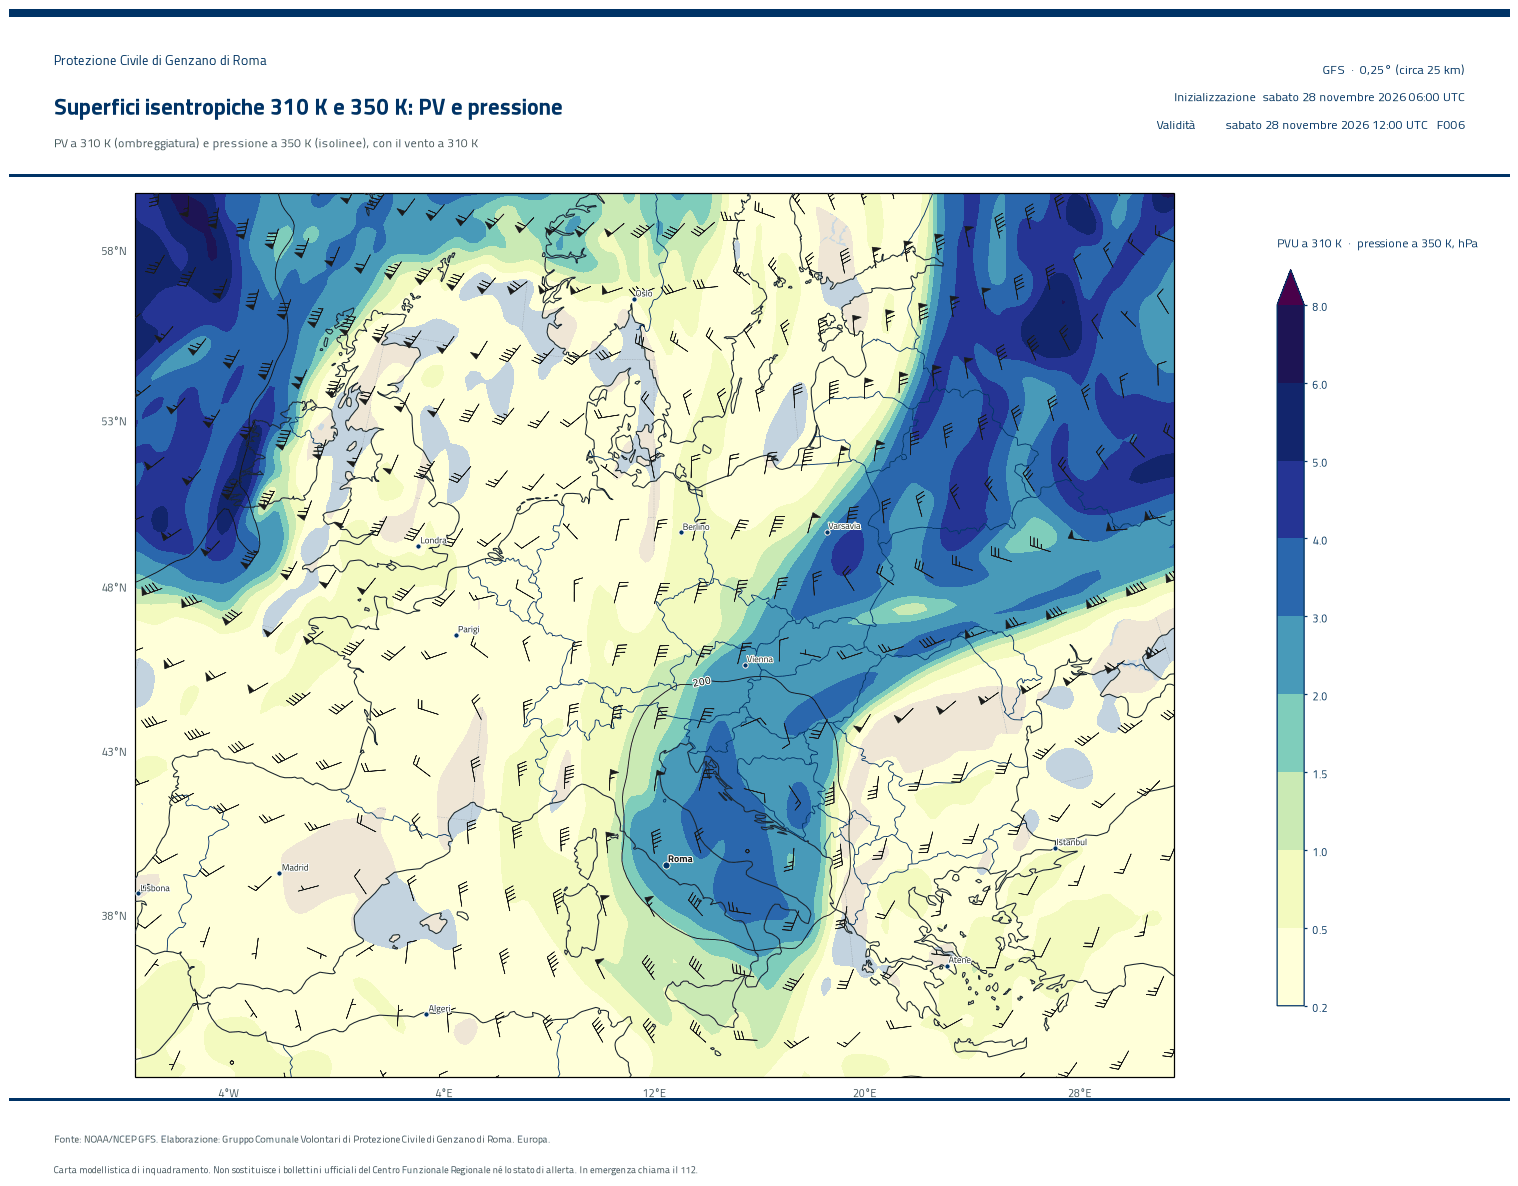 Protezione Civile di Genzano di Roma
Superfici isentropiche 310 K e 350 K: PV e pressione
PV a 310 K (ombreggiatura) e pressione a 350 K (isolinee), con il vento a 310 K
GFS · 0,25° (circa 25 km)
Inizializzazione sabato 28 novembre 2026 06:00 UTC
Validità sabato 28 novembre 2026 12:00 UTC F006
PVU a 310 K · pressione a 350 K, hPa
8.0
6.0
5.0
4.0
3.0
2.0
1.5
1.0
0.5
0.2
58°N
53°N
48°N
43°N
38°N
4°W
4°E
12°E
20°E
28°E
Oslo
Berlino
Varsavia
Londra
Parigi
Vienna
200
Roma
Madrid
Lisbona
Istanbul
Atene
Algeri
Fonte: NOAA/NCEP GFS. Elaborazione: Gruppo Comunale Volontari di Protezione Civile di Genzano di Roma. Europa.
Carta modellistica di inquadramento. Non sostituisce i bollettini ufficiali del Centro Funzionale Regionale né lo stato di allerta. In emergenza chiama il 112.